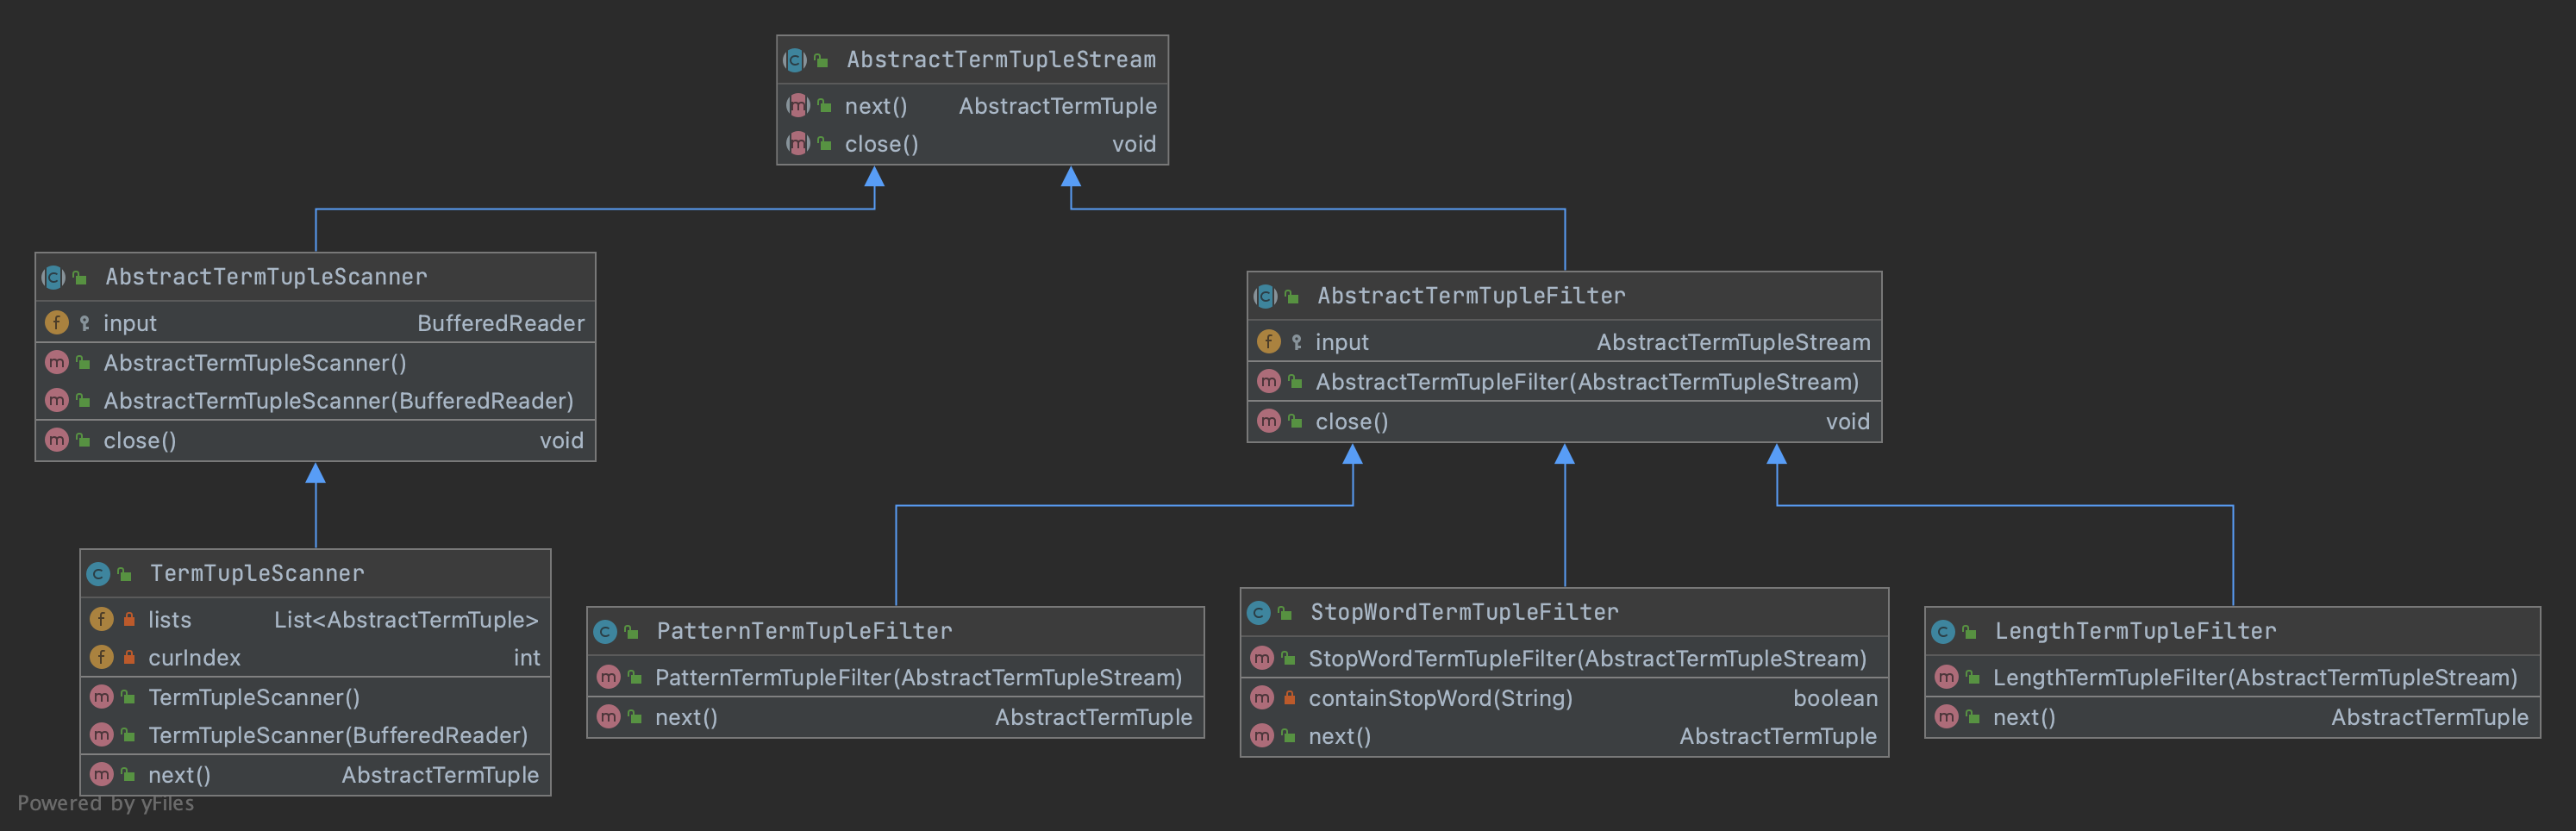 AbstractTermTupleStream
next() AbstractTermTuple
close() void
AbstractTermTupleScanner
input BufferedReader
AbstractTermTupleScanner()
AbstractTermTupleScanner(BufferedReader)
close() void
AbstractTermTupleFilter
input AbstractTermTupleStream
AbstractTermTupleFilter(AbstractTermTupleStream)
close() void
TermTupleScanner
lists List<AbstractTermTuple>
curIndex int
TermTupleScanner()
TermTupleScanner(BufferedReader)
next() AbstractTermTuple
PatternTermTupleFilter
PatternTermTupleFilter(AbstractTermTupleStream)
next() AbstractTermTuple
StopWordTermTupleFilter
StopWordTermTupleFilter(AbstractTermTupleStream)
containStopWord(String) boolean
next() AbstractTermTuple
LengthTermTupleFilter
LengthTermTupleFilter(AbstractTermTupleStream)
next() AbstractTermTuple
Powered by yFiles